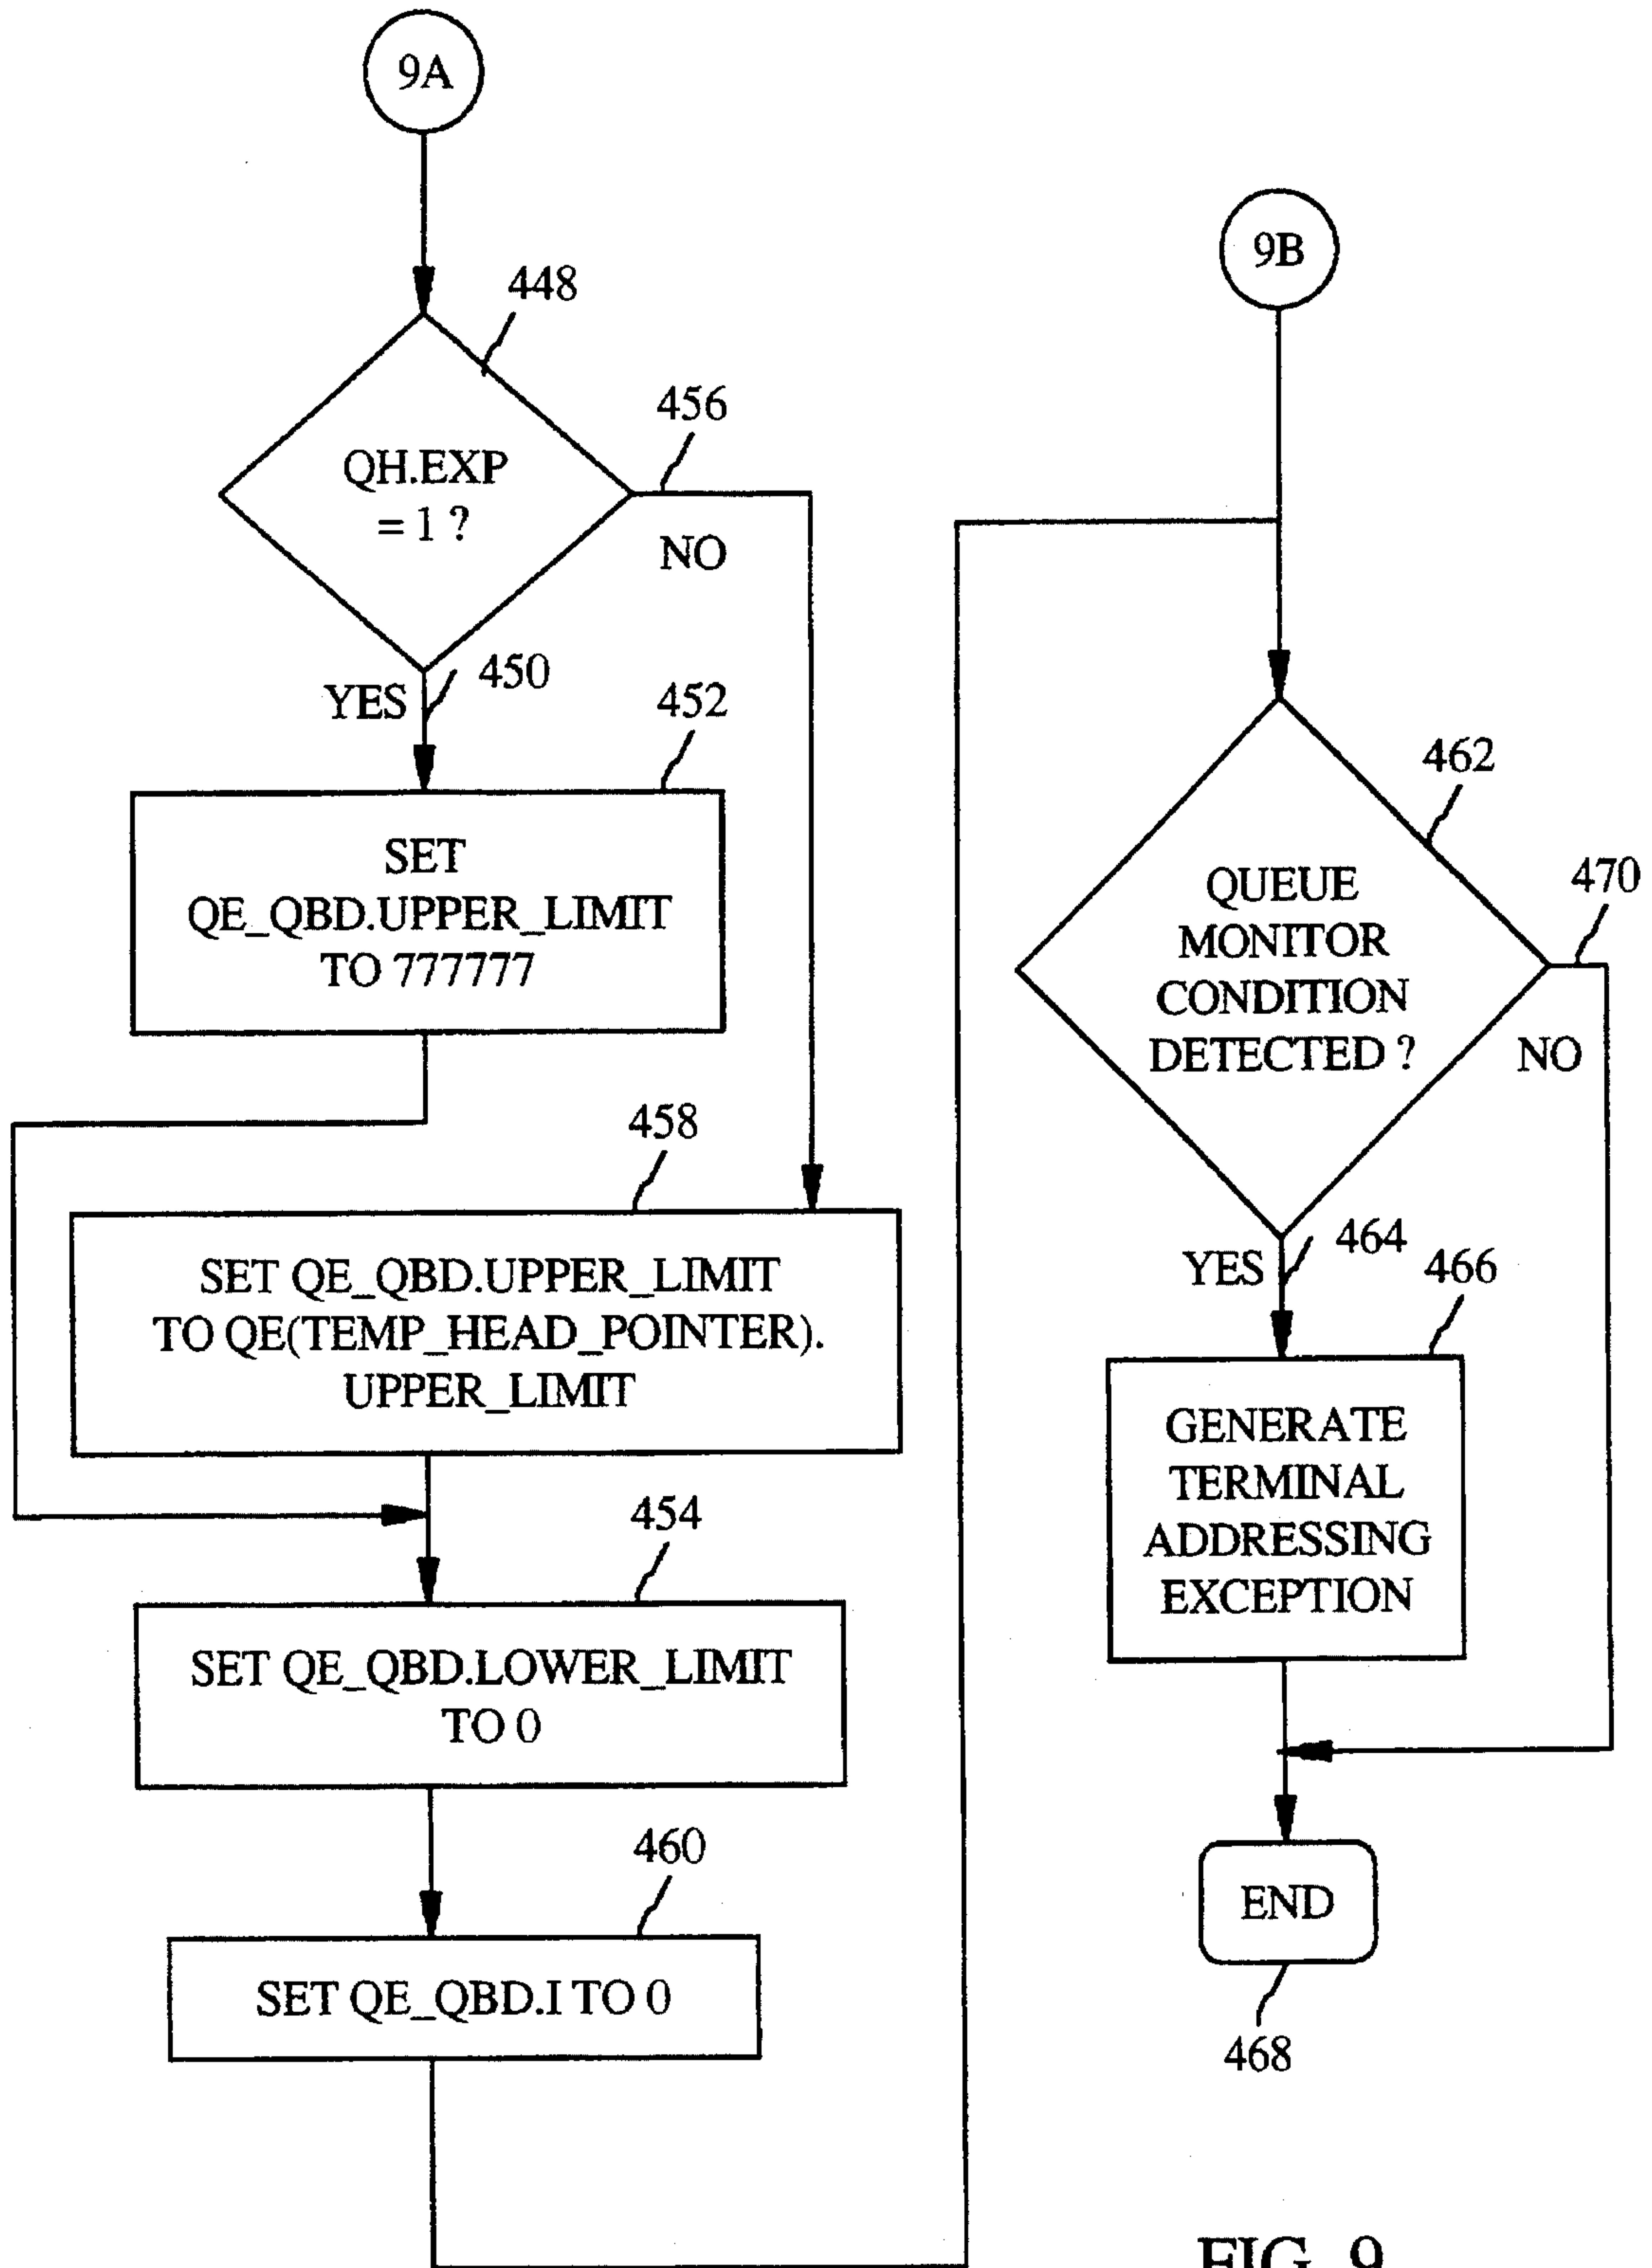 9A
448
QH.EXP
= 1 ?
456
NO
YES
450
452
SET
QE_QBD.UPPER_LIMIT
TO 777777
458
SET QE_QBD.UPPER_LIMIT
TO QE(TEMP_HEAD_POINTER).
UPPER_LIMIT
454
SET QE_QBD.LOWER_LIMIT
TO 0
460
SET QE_QBD.I TO 0
9B
462
QUEUE
MONITOR
CONDITION
DETECTED ?
470
NO
YES
464
466
GENERATE
TERMINAL
ADDRESSING
EXCEPTION
END
468
FIG. 9